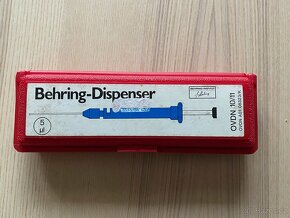 Behring-Dispenser
5
µl
OVDN 10/11